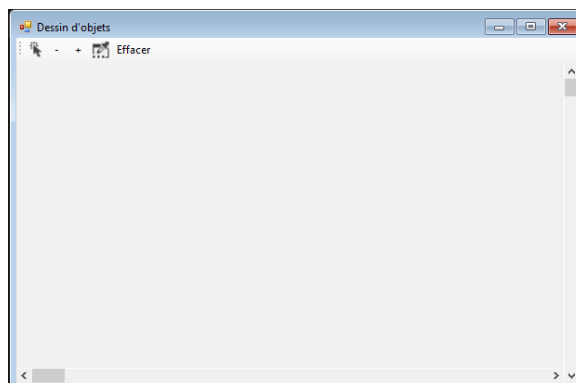 Dessin d'objets
- + Effacer